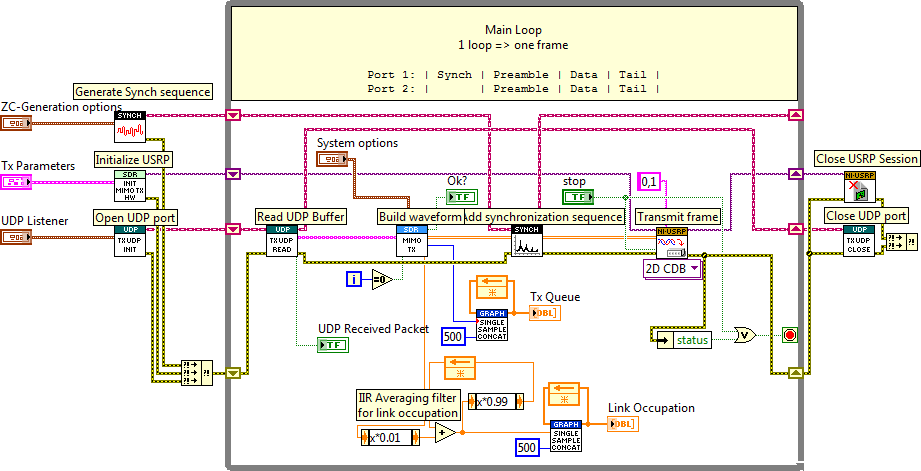 Main Loop
1 loop => one frame
Port 1: | Synch | Preamble | Data | Tail |
Port 2: | | Preamble | Data | Tail |
Generate Synch sequence
ZC-Generation options
SYNCH
Initialize USRP
Tx Parameters
SDR
INIT
MIMO TX
HW
UDP Listener
Open UDP port
UDP
TX UDP
INIT
System options
Ok?
TF
stop
TF
0,1
Read UDP Buffer
UDP
TX UDP
READ
Build waveform
SDR
MIMO
TX
Add synchronization sequence
SYNCH
Transmit frame
NI-USRP
2D CDB
Close USRP Session
NI-USRP
Close UDP port
UDP
TX UDP
CLOSE
i
=0
UDP Received Packet
TF
Tx Queue
DBL
GRAPH
SINGLE
SAMPLE
CONCAT
500
status
V
IIR Averaging filter
for link occupation
x*0.99
x*0.01
+
Link Occupation
DBL
GRAPH
SINGLE
SAMPLE
CONCAT
500